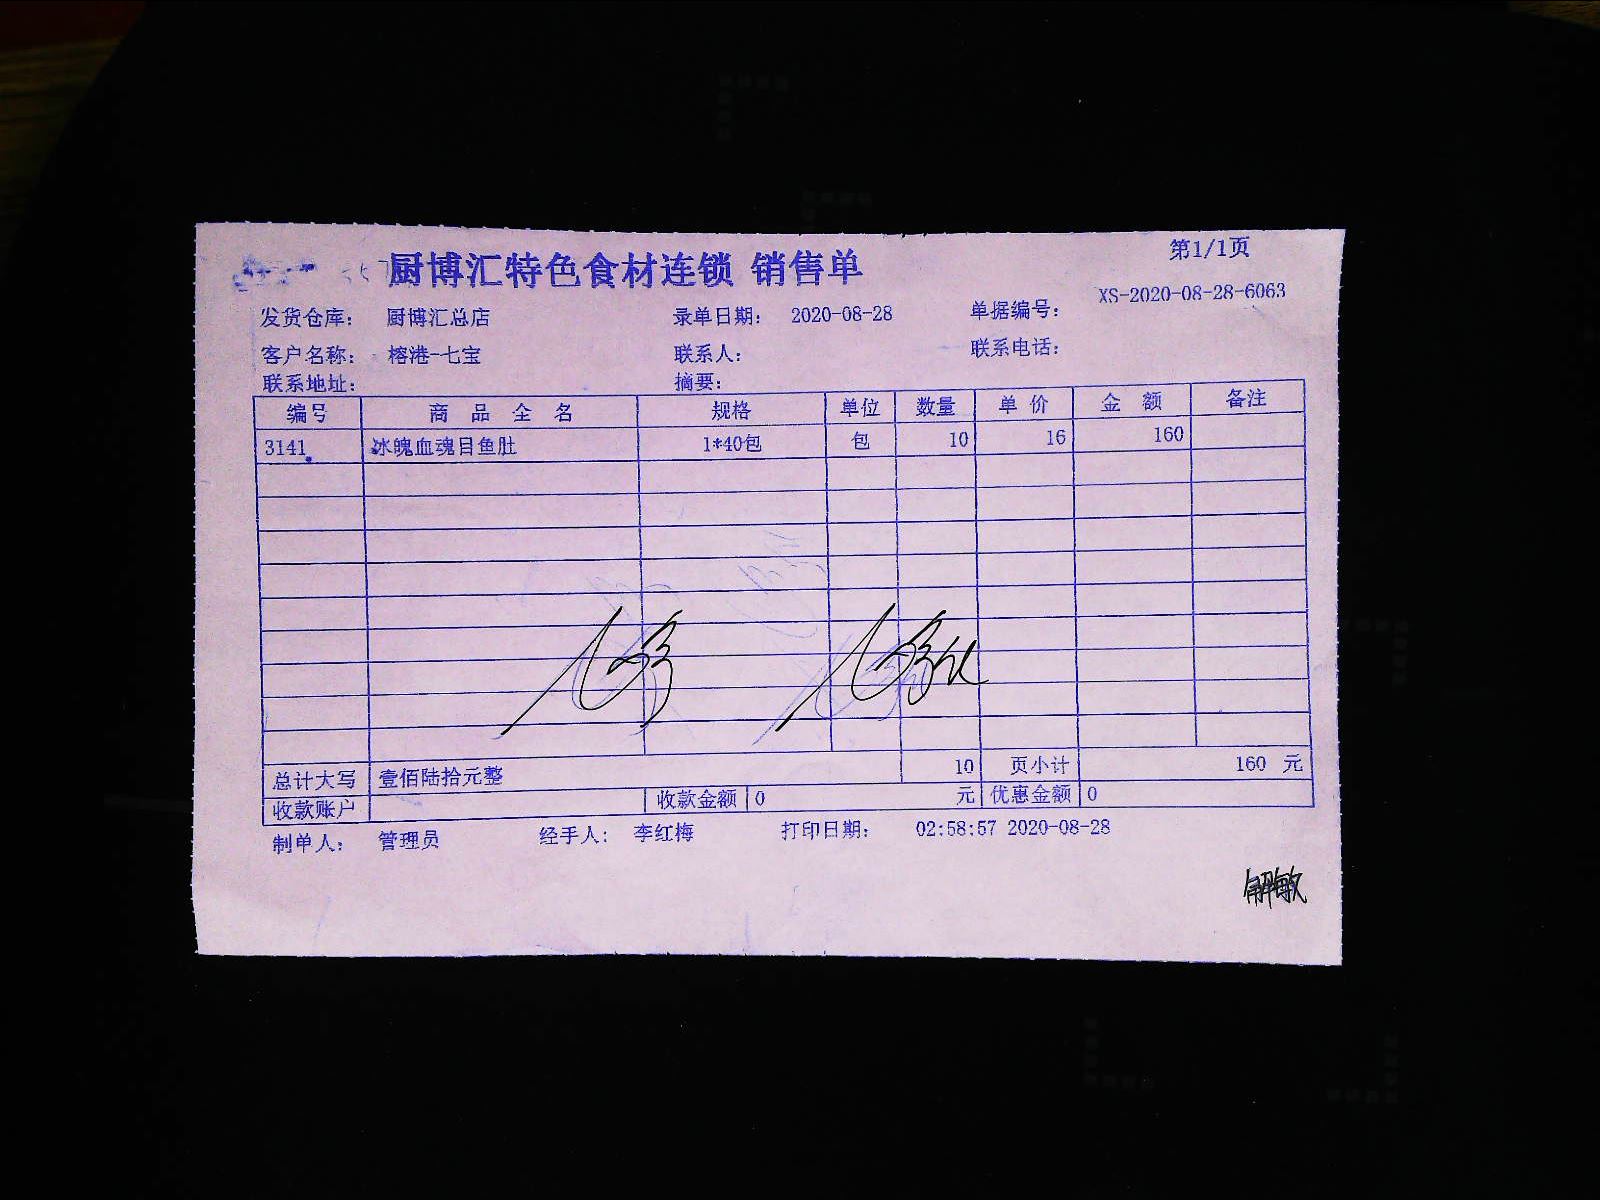 厨博汇特色食材连锁 销售单
第1/1页
发货仓库： 厨博汇总店 录单日期： 2020-08-28 单据编号： XS-2020-08-28-6063
客户名称： 榕港-七宝 联系人： 联系电话：
联系地址： 摘要：
编号 商品全名 规格 单位 数量 单价 金额 备注
3141 冰魄血魂目鱼肚 1*40包 包 10 16 160
总计大写 壹佰陆拾元整 10 页小计 160 元
收款账户 收款金额 0 元 优惠金额 0
制单人： 管理员 经手人： 李红梅 打印日期： 02:58:57 2020-08-28
解敏